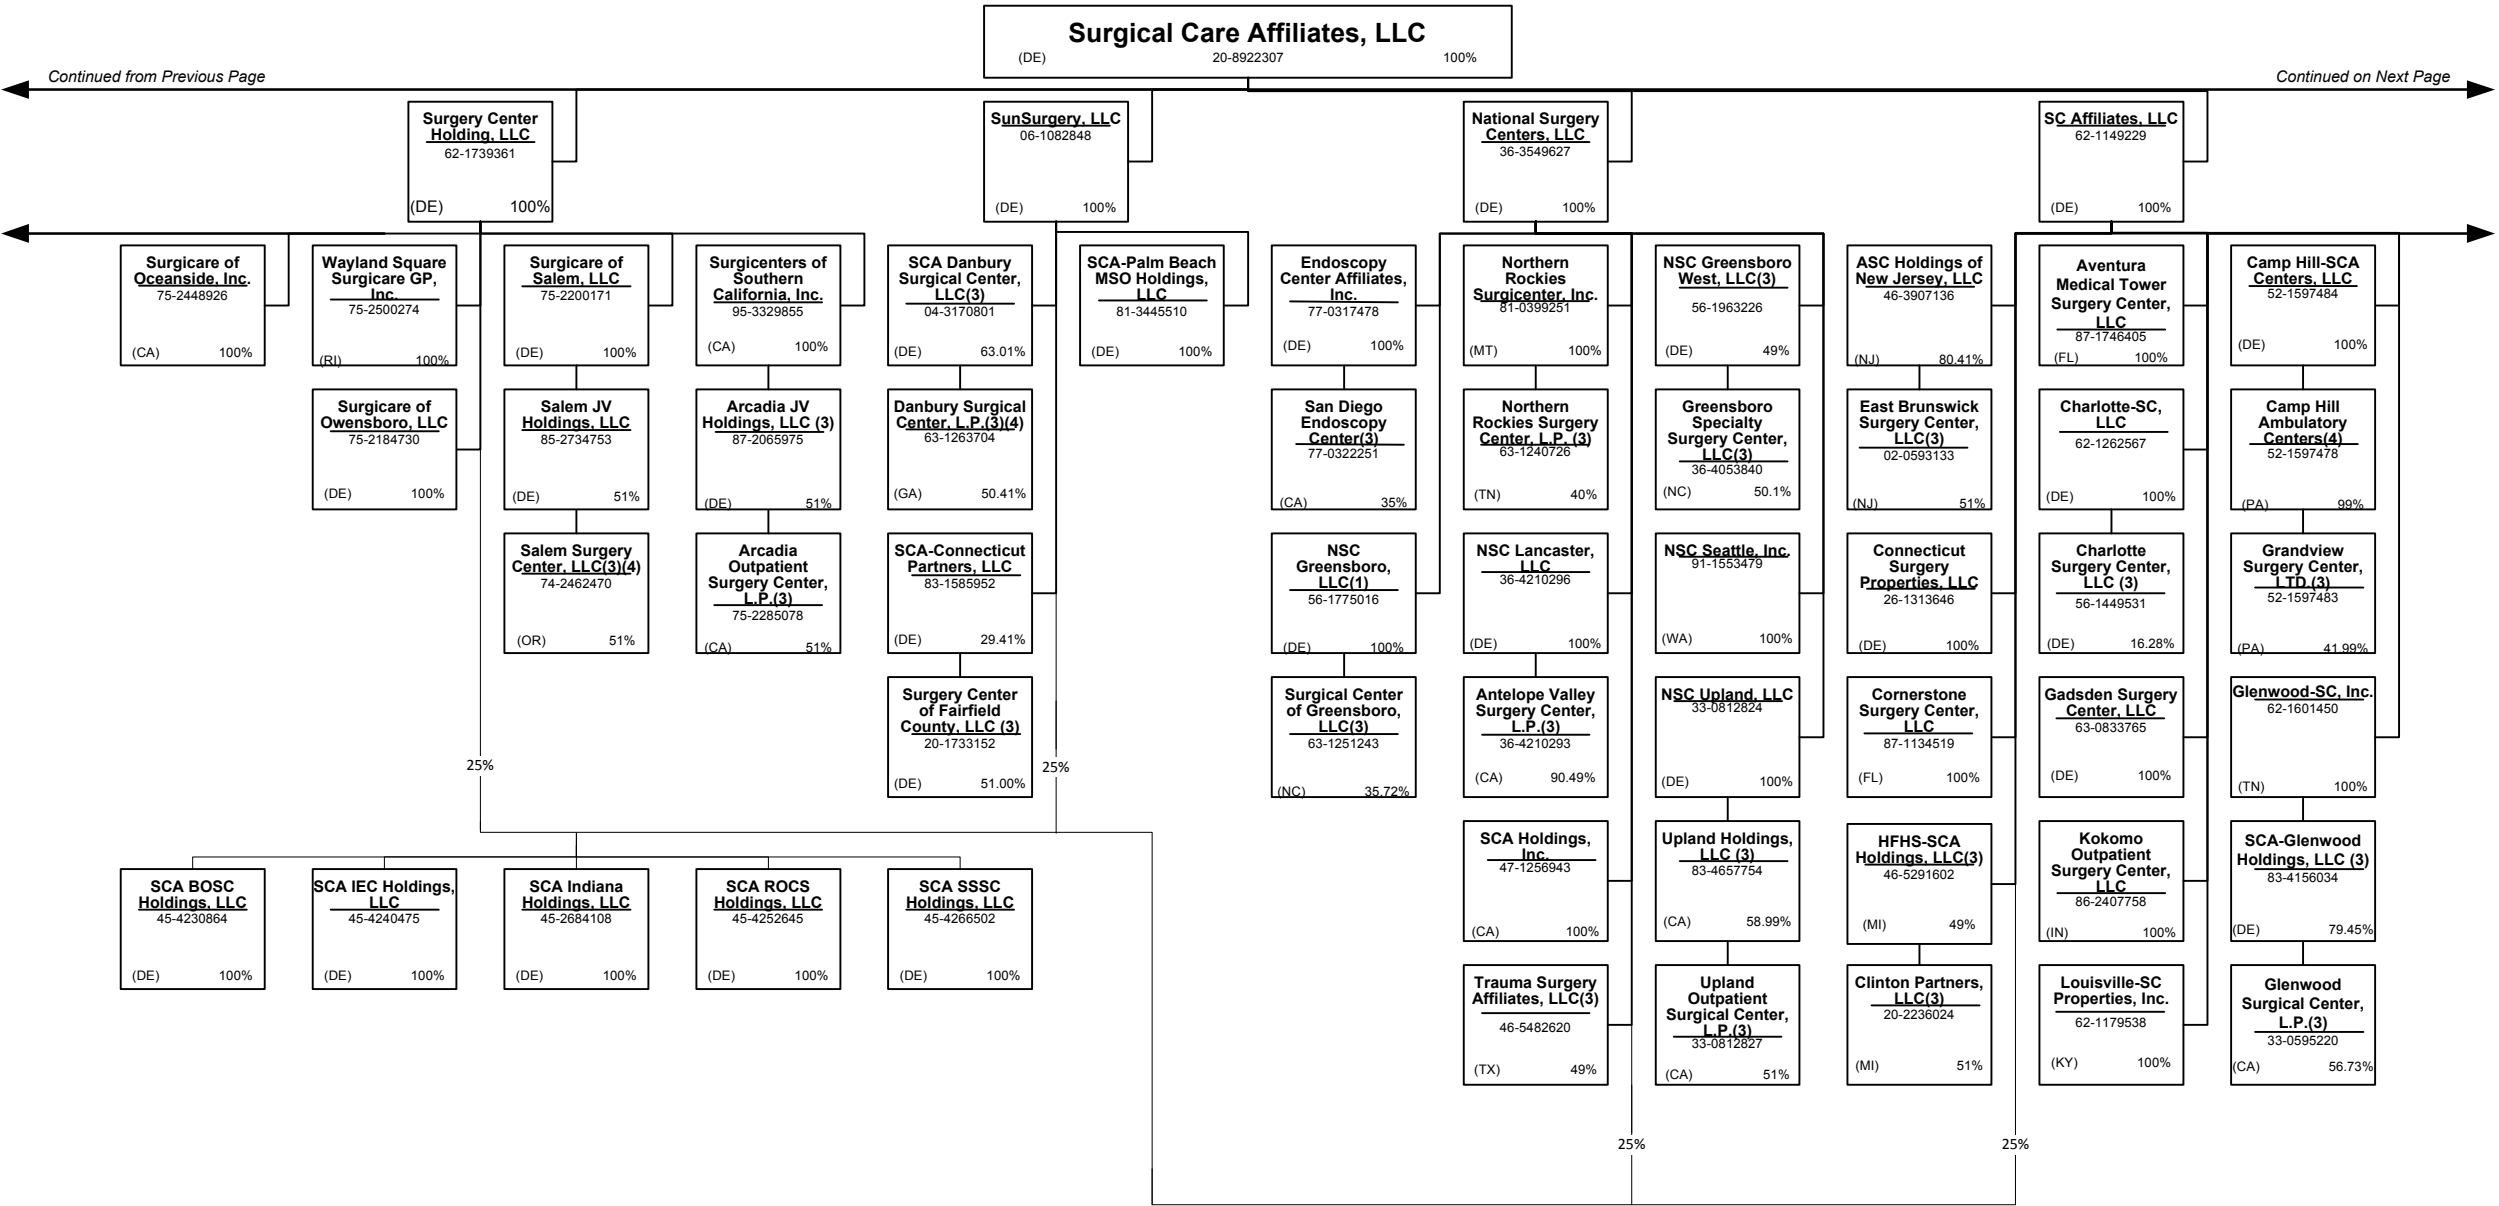 Surgical Care Affiliates, LLC
(DE) 20-8922307 100%
Continued from Previous Page
Continued on Next Page
Surgery Center
Holding, LLC
62-1739361
(DE) 100%
SunSurgery, LLC
06-1082848
(DE) 100%
National Surgery
Centers, LLC
36-3549627
(DE) 100%
SC Affiliates, LLC
62-1149229
(DE) 100%
Surgicare of
Oceanside, Inc.
75-2448926
(CA) 100%
Wayland Square
Surgicare GP,
Inc.
75-2500274
(RI) 100%
Surgicare of
Salem, LLC
75-2200171
(DE) 100%
Surgicenters of
Southern
California, Inc.
95-3329855
(CA) 100%
SCA Danbury
Surgical Center,
LLC(3)
04-3170801
(DE) 63.01%
SCA-Palm Beach
MSO Holdings,
LLC
81-3445510
(DE) 100%
Endoscopy
Center Affiliates,
Inc.
77-0317478
(DE) 100%
Northern
Rockies
Surgicenter, Inc.
81-0399251
(MT) 100%
NSC Greensboro
West, LLC(3)
56-1963226
(DE) 49%
ASC Holdings of
New Jersey, LLC
46-3907136
(NJ) 80.41%
Aventura
Medical Tower
Surgery Center,
LLC
87-1746405
(FL) 100%
Camp Hill-SCA
Centers, LLC
52-1597484
(DE) 100%
Surgicare of
Owensboro, LLC
75-2184730
(DE) 100%
Salem JV
Holdings, LLC
85-2734753
(DE) 51%
Arcadia JV
Holdings, LLC (3)
87-2065975
(DE) 51%
Danbury Surgical
Center, L.P.(3)(4)
63-1263704
(GA) 50.41%
San Diego
Endoscopy
Center(3)
77-0322251
(CA) 35%
Northern
Rockies Surgery
Center, L.P. (3)
63-1240726
(TN) 40%
Greensboro
Specialty
Surgery Center,
LLC(3)
36-4053840
(NC) 50.1%
East Brunswick
Surgery Center,
LLC(3)
02-0593133
(NJ) 51%
Charlotte-SC,
LLC
62-1262567
(DE) 100%
Camp Hill
Ambulatory
Centers(4)
52-1597478
(PA) 99%
Salem Surgery
Center, LLC(3)(4)
74-2462470
(OR) 51%
Arcadia
Outpatient
Surgery Center,
L.P.(3)
75-2285078
(CA) 51%
SCA-Connecticut
Partners, LLC
83-1585952
(DE) 29.41%
NSC
Greensboro,
LLC(1)
56-1775016
(DE) 100%
NSC Lancaster,
LLC
36-4210296
(DE) 100%
NSC Seattle, Inc.
91-1553479
(WA) 100%
Connecticut
Surgery
Properties, LLC
26-1313646
(DE) 100%
Charlotte
Surgery Center,
LLC (3)
56-1449531
(DE) 16.28%
Grandview
Surgery Center,
LTD.(3)
52-1597483
(PA) 41.99%
Surgery Center
of Fairfield
County, LLC (3)
20-1733152
(DE) 51.00%
Surgical Center
of Greensboro,
LLC(3)
63-1251243
(NC) 35.72%
Antelope Valley
Surgery Center,
L.P.(3)
36-4210293
(CA) 90.49%
NSC Upland, LLC
33-0812824
(DE) 100%
Cornerstone
Surgery Center,
LLC
87-1134519
(FL) 100%
Gadsden Surgery
Center, LLC
63-0833765
(DE) 100%
Glenwood-SC, Inc.
62-1601450
(TN) 100%
25%
25%
SCA Holdings,
Inc.
47-1256943
(CA) 100%
Upland Holdings,
LLC (3)
83-4657754
(CA) 58.99%
HFHS-SCA
Holdings, LLC(3)
46-5291602
(MI) 49%
Kokomo
Outpatient
Surgery Center,
LLC
86-2407758
(IN) 100%
SCA-Glenwood
Holdings, LLC (3)
83-4156034
(DE) 79.45%
SCA BOSC
Holdings, LLC
45-4230864
(DE) 100%
SCA IEC Holdings,
LLC
45-4240475
(DE) 100%
SCA Indiana
Holdings, LLC
45-2684108
(DE) 100%
SCA ROCS
Holdings, LLC
45-4252645
(DE) 100%
SCA SSSC
Holdings, LLC
45-4266502
(DE) 100%
Trauma Surgery
Affiliates, LLC(3)
46-5482620
(TX) 49%
Upland
Outpatient
Surgical Center,
L.P.(3)
33-0812827
(CA) 51%
Clinton Partners,
LLC(3)
20-2236024
(MI) 51%
Louisville-SC
Properties, Inc.
62-1179538
(KY) 100%
Glenwood
Surgical Center,
L.P.(3)
33-0595220
(CA) 56.73%
25%
25%